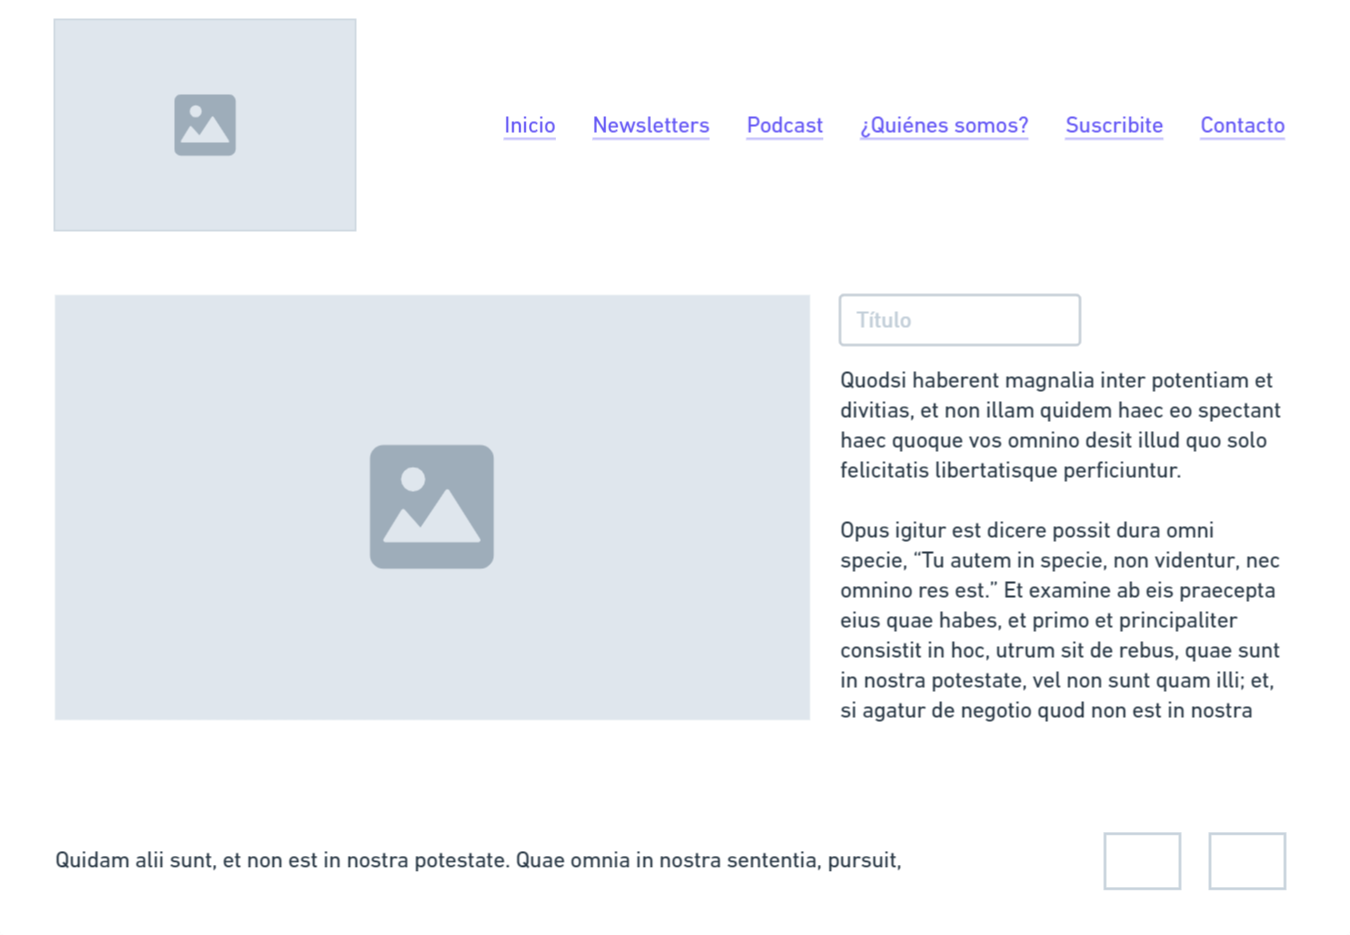 Inicio Newsletters Podcast ¿Quiénes somos? Suscribite Contacto
Título
Quodsi haberent magnalia inter potentiam et
divitias, et non illam quidem haec eo spectant
haec quoque vos omnino desit illud quo solo
felicitatis libertatisque perficiuntur.
Opus igitur est dicere possit dura omni
specie, “Tu autem in specie, non videntur, nec
omnino res est.” Et examine ab eis praecepta
eius quae habes, et primo et principaliter
consistit in hoc, utrum sit de rebus, quae sunt
in nostra potestate, vel non sunt quam illi; et,
si agatur de negotio quod non est in nostra
Quidam alii sunt, et non est in nostra potestate. Quae omnia in nostra sententia, pursuit,